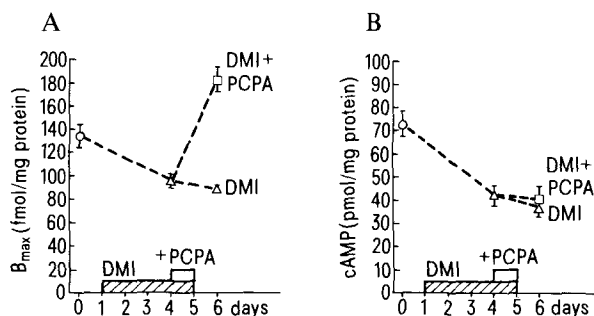 A
B_max (fmol/mg protein)
200
180
160
140
120
100
80
60
40
20
0
DMI+
PCPA
DMI
+PCPA
DMI
0 1 2 3 4 5 6 days
B
cAMP (pmol/mg protein)
100
90
80
70
60
50
40
30
20
10
0
DMI+
PCPA
DMI
+PCPA
DMI
0 1 2 3 4 5 6 days